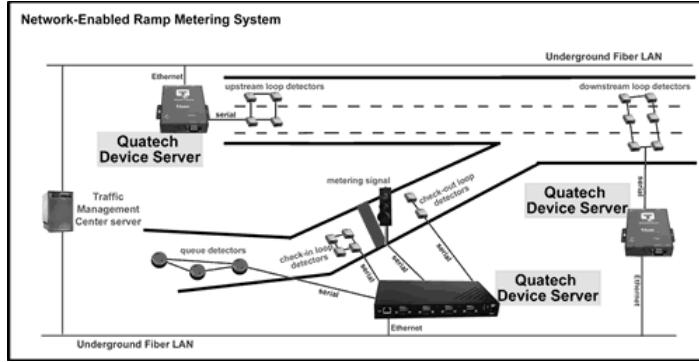 Network-Enabled Ramp Metering System
Underground Fiber LAN
Ethernet
upstream loop detectors
downstream loop detectors
serial
Quatech
Device Server
metering signal
check-out loop
detectors
serial
Traffic
Management
Center server
Quatech
Device Server
queue detectors
check-in loop
detectors
serial
serial
serial
Quatech
Device Server
Ethernet
Ethernet
Underground Fiber LAN